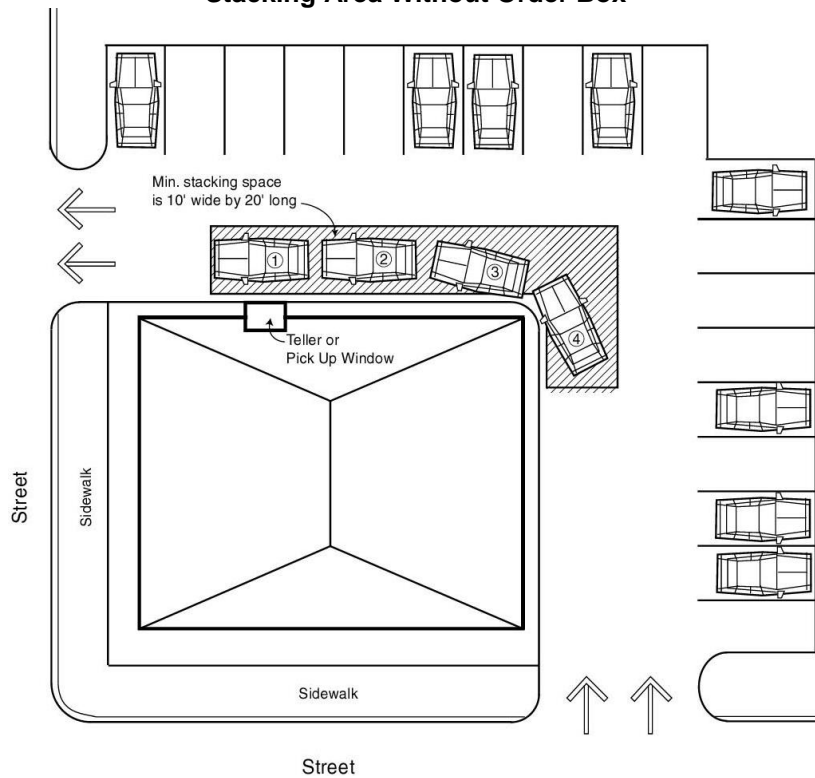 Stacking Area Without Order Box
Min. stacking space
is 10' wide by 20' long
①
②
③
④
Teller or
Pick Up Window
Street
Sidewalk
Sidewalk
Street